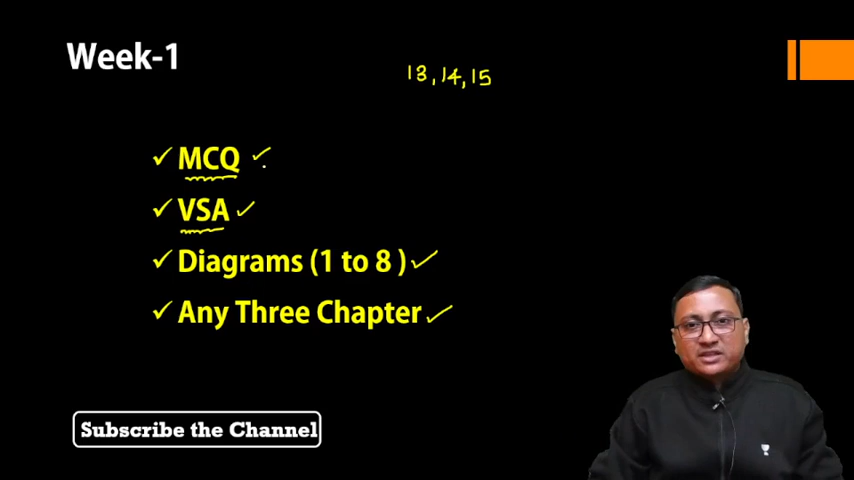 Week-1
13, 14, 15
✓ MCQ ✓
✓ VSA ✓
✓ Diagrams (1 to 8 ) ✓
✓ Any Three Chapter ✓
Subscribe the Channel